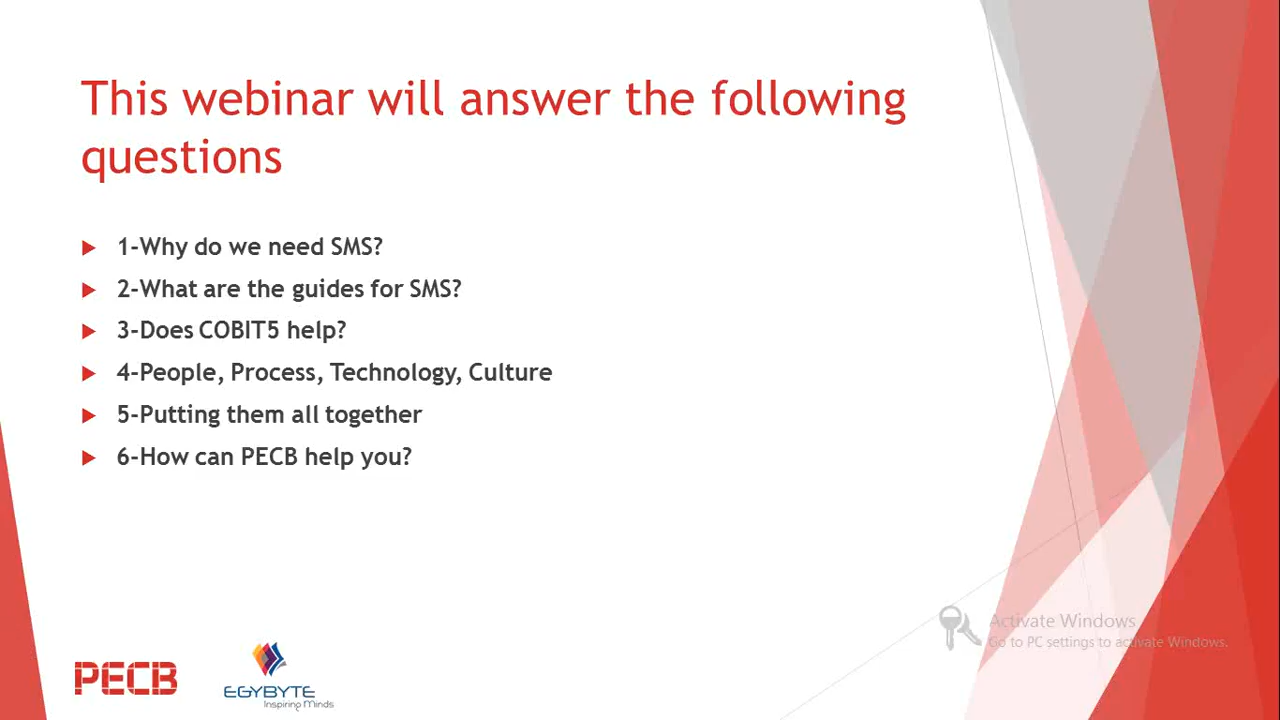 This webinar will answer the following
questions
1-Why do we need SMS?
2-What are the guides for SMS?
3-Does COBIT5 help?
4-People, Process, Technology, Culture
5-Putting them all together
6-How can PECB help you?
Activate Windows
Go to PC settings to activate Windows.
PECB
EGYBYTE
Inspiring Minds